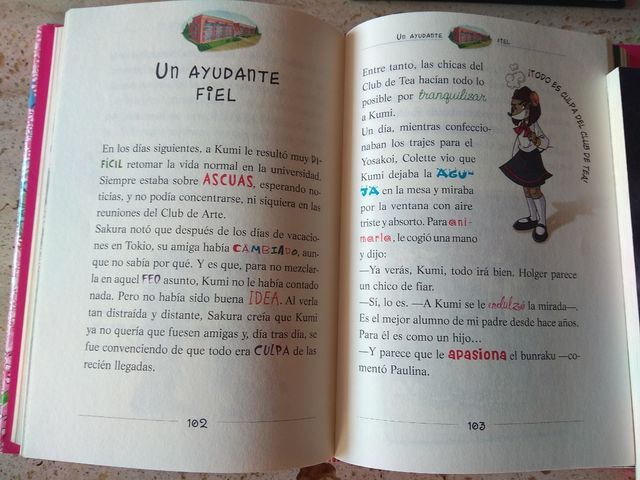 UN AYUDANTE
FIEL
En los días siguientes, a Kumi le resultó muy DI-
FÍCIL retomar la vida normal en la universidad.
Siempre estaba sobre ASCUAS, esperando no-
ticias, y no podía concentrarse, ni siquiera en las
reuniones del Club de Arte.
Sakura notó que después de los días de vacacio-
nes en Tokio, su amiga había CAMBIADO, aun-
que no sabía por qué. Y es que, para no mezclar-
la en aquel FEO asunto, Kumi no le había contado
nada. Pero no había sido buena IDEA. Al verla
tan distraída y distante, Sakura creía que Kumi
ya no quería que fuesen amigas y, día tras día, se
fue convenciendo de que todo era CULPA de las
recién llegadas.
102
UN AYUDANTE FIEL
Entre tanto, las chicas del
Club de Tea hacían todo lo
posible por tranquilizar
a Kumi.
Un día, mientras confeccio-
naban los trajes para el
Yosakoi, Colette vio que
Kumi dejaba la AGU-
JA en la mesa y miraba
por la ventana con aire
triste y absorto. Para ani-
marla, le cogió una mano
y dijo:
—Ya verás, Kumi, todo irá bien. Holger parece
un chico de fiar.
—Sí, lo es. —A Kumi se le endulzó la mirada—.
Es el mejor alumno de mi padre desde hace años.
Para él es como un hijo…
—Y parece que le apasiona el bunraku —co-
mentó Paulina.
¡TODO ES CULPA DEL CLUB DE TEA!
103